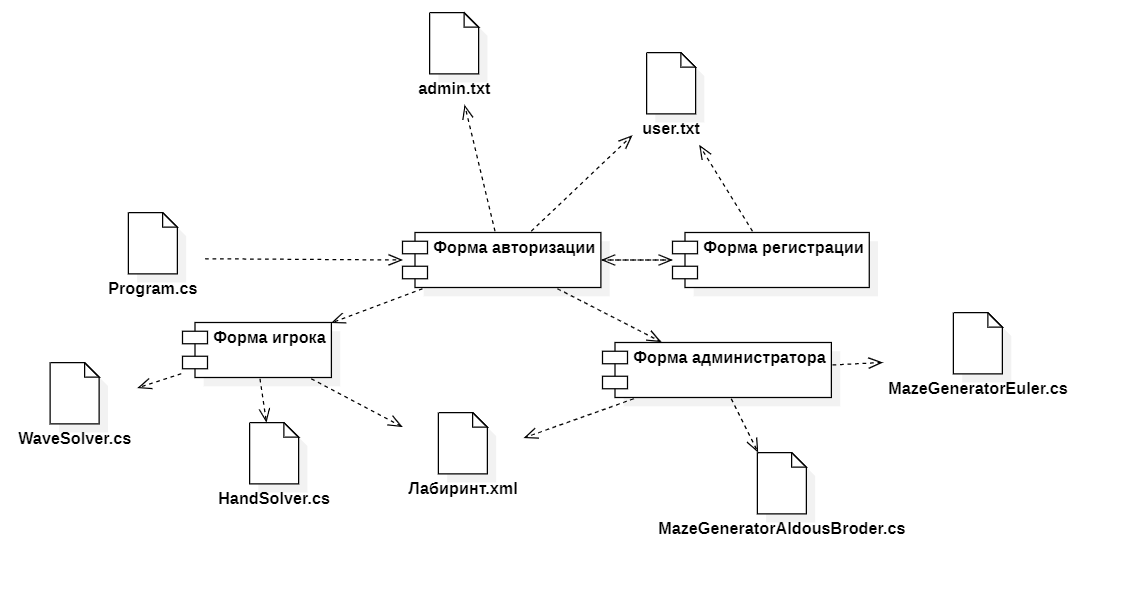 admin.txt
user.txt
Форма авторизации
Форма регистрации
Program.cs
Форма игрока
Форма администратора
MazeGeneratorEuler.cs
WaveSolver.cs
HandSolver.cs
Лабиринт.xml
MazeGeneratorAldousBroder.cs